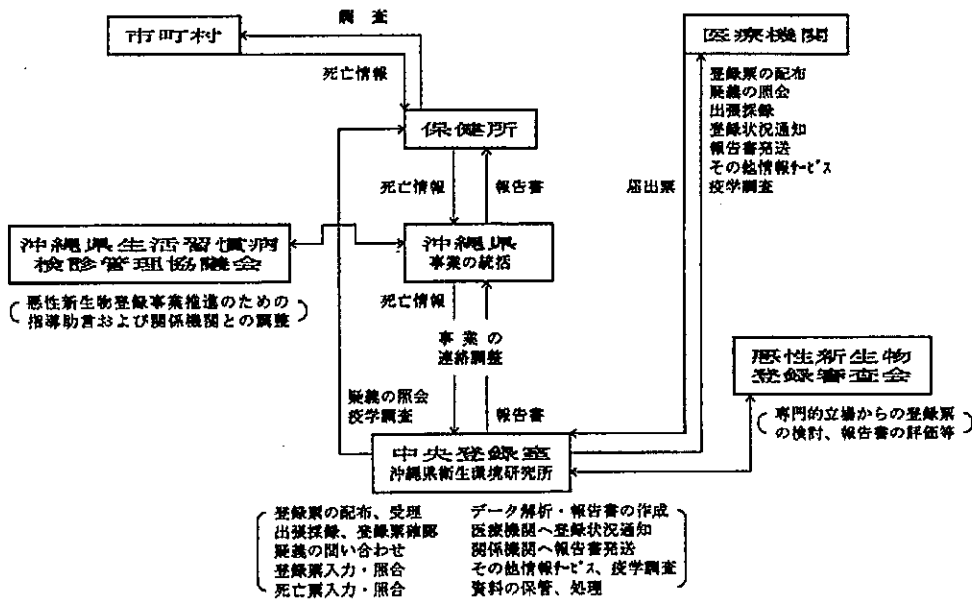 調 査
市町村
医療機関
死亡情報
登録票の配布
疑義の照会
出張採録
登録状況通知
報告書発送
その他情報ｻｰﾋﾞｽ
疫学調査
保健所
死亡情報
報告書
届出票
沖縄県生活習慣病
検診管理協議会
沖縄県
事業の統括
悪性新生物登録事業推進のための
指導助言および関係機関との調整
死亡情報
事 業 の
連絡調整
悪性新生物
登録審査会
疑義の照会
疫学調査
報告書
専門的立場からの登録票
の検討、報告書の評価等
中央登録室
沖縄県衛生環境研究所
登録票の配布、受理
出張採録、登録票確認
疑義の問い合わせ
登録票入力・照合
死亡票入力・照合
データ解析・報告書の作成
医療機関へ登録状況通知
関係機関へ報告書発送
その他情報ｻｰﾋﾞｽ、疫学調査
資料の保管、処理